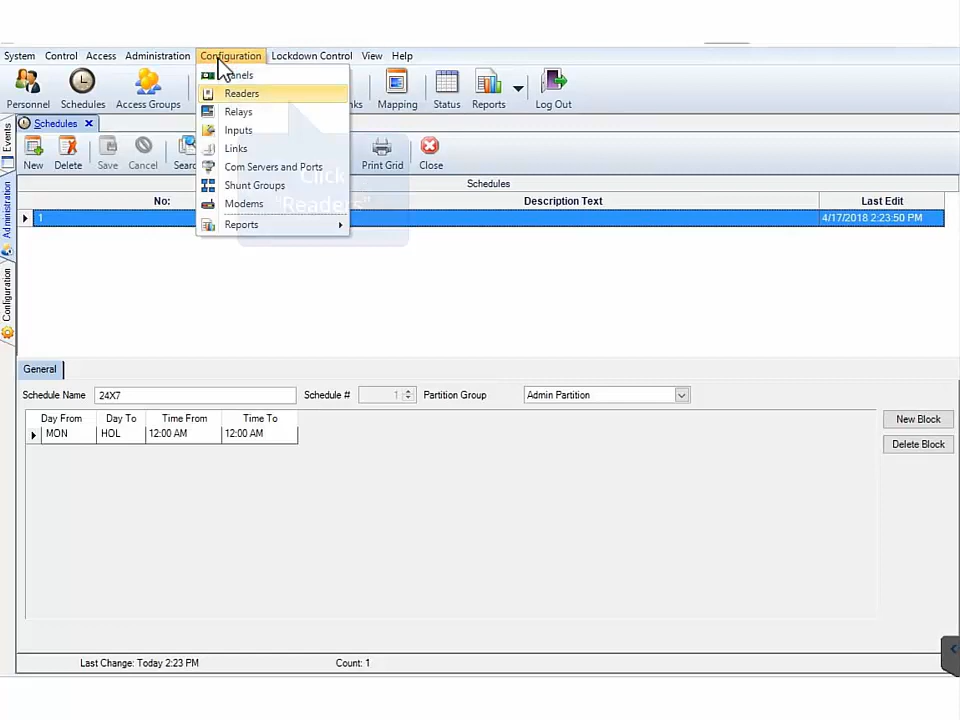 System Control Access Administration Configuration Lockdown Control View Help
Personnel Schedules Access Groups Mapping Status Reports Log Out
Panels
Readers
Relays
Inputs
Links
Com Servers and Ports
Shunt Groups
Modems
Reports
Click
"Readers"
Events
Administration
Configuration
Schedules
New Delete Save Cancel Print Grid Close
Schedules
No: Description Text Last Edit
1 4/17/2018 2:23:50 PM
General
Schedule Name 24X7 Schedule # 1 Partition Group Admin Partition
Day From Day To Time From Time To
MON HOL 12:00 AM 12:00 AM
New Block
Delete Block
Last Change: Today 2:23 PM Count: 1